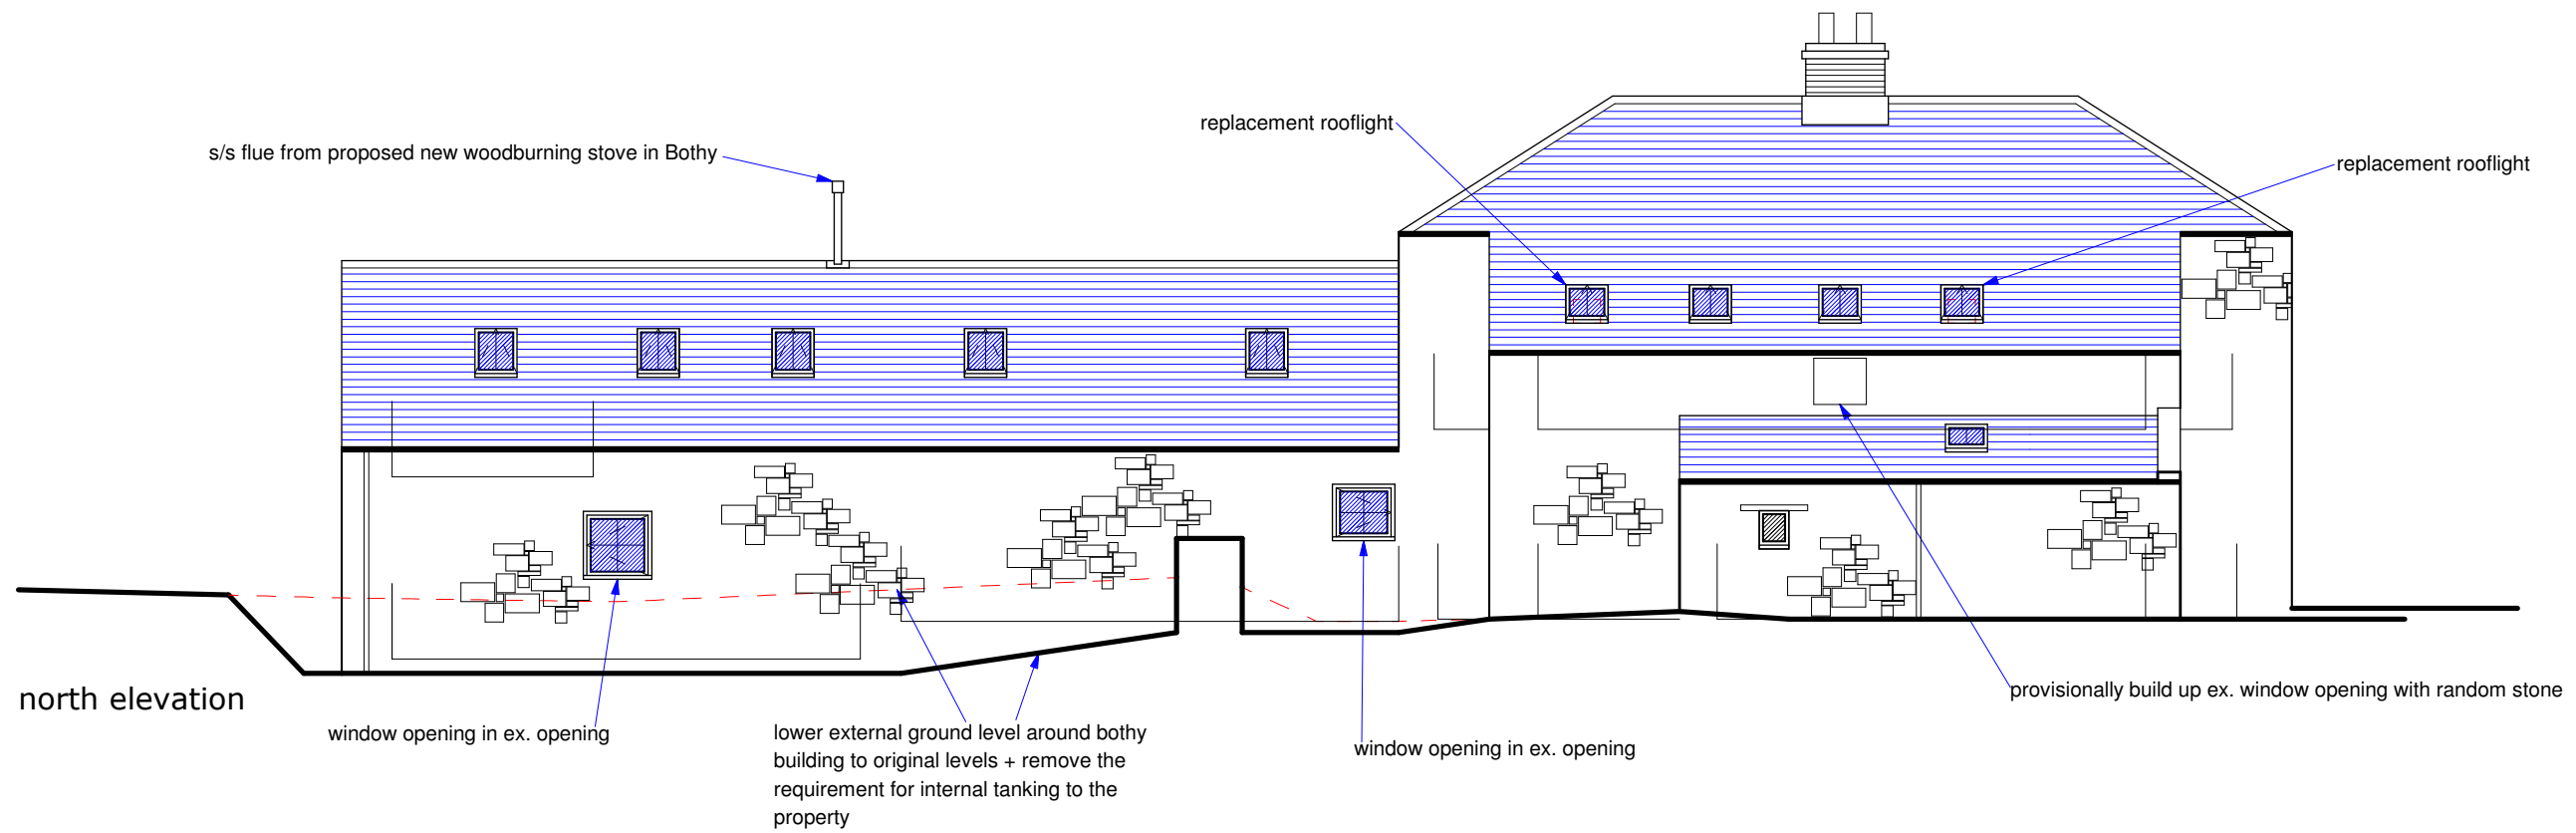 replacement rooflight
s/s flue from proposed new woodburning stove in Bothy
replacement rooflight
north elevation
provisionally build up ex. window opening with random stone
window opening in ex. opening
lower external ground level around bothy
building to original levels + remove the
requirement for internal tanking to the
property
window opening in ex. opening